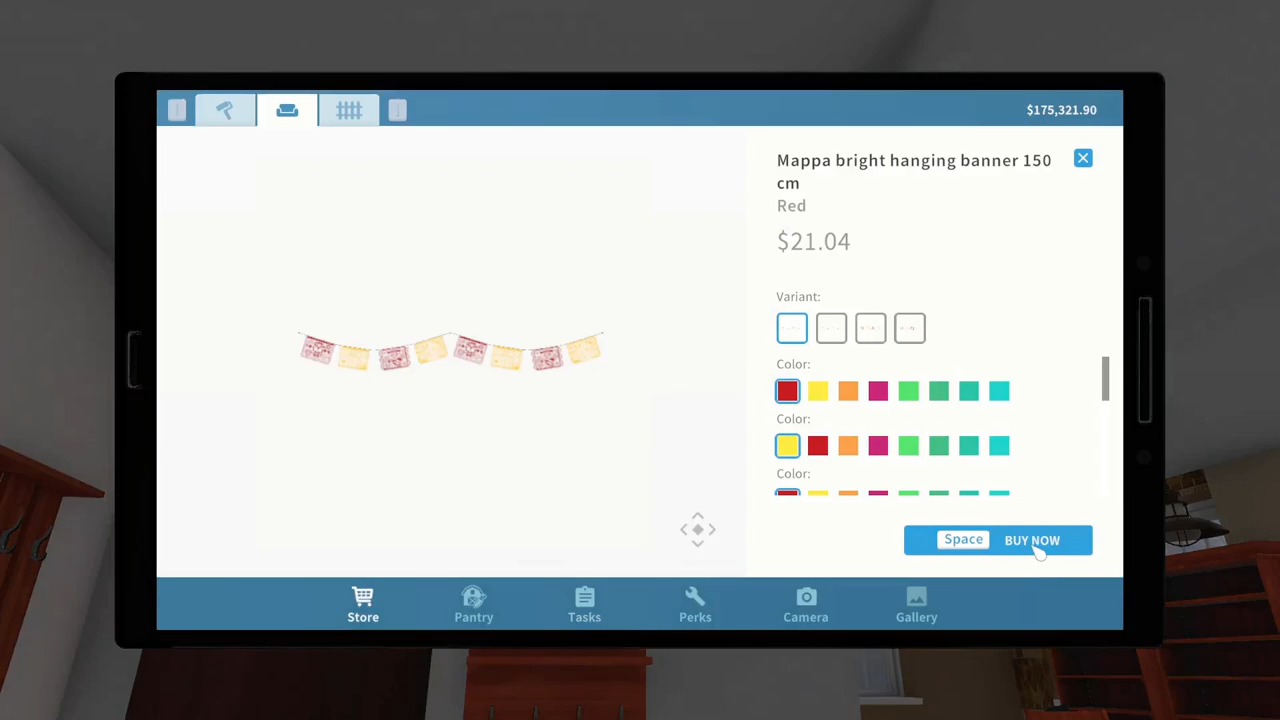 $175,321.90
Mappa bright hanging banner 150
cm
Red
$21.04
Variant:
Color:
Color:
Color:
Space BUY NOW
Store
Pantry
Tasks
Perks
Camera
Gallery